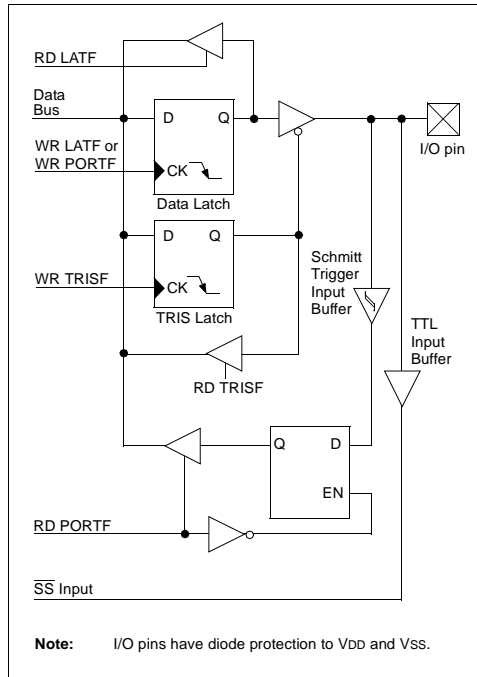 RD LATF
Data
Bus
D Q
WR LATF or
WR PORTF
CK
Data Latch
I/O pin
D Q
WR TRISF
CK
TRIS Latch
Schmitt
Trigger
Input
Buffer
TTL
Input
Buffer
RD TRISF
Q D
EN
RD PORTF
SS Input
Note: I/O pins have diode protection to VDD and VSS.